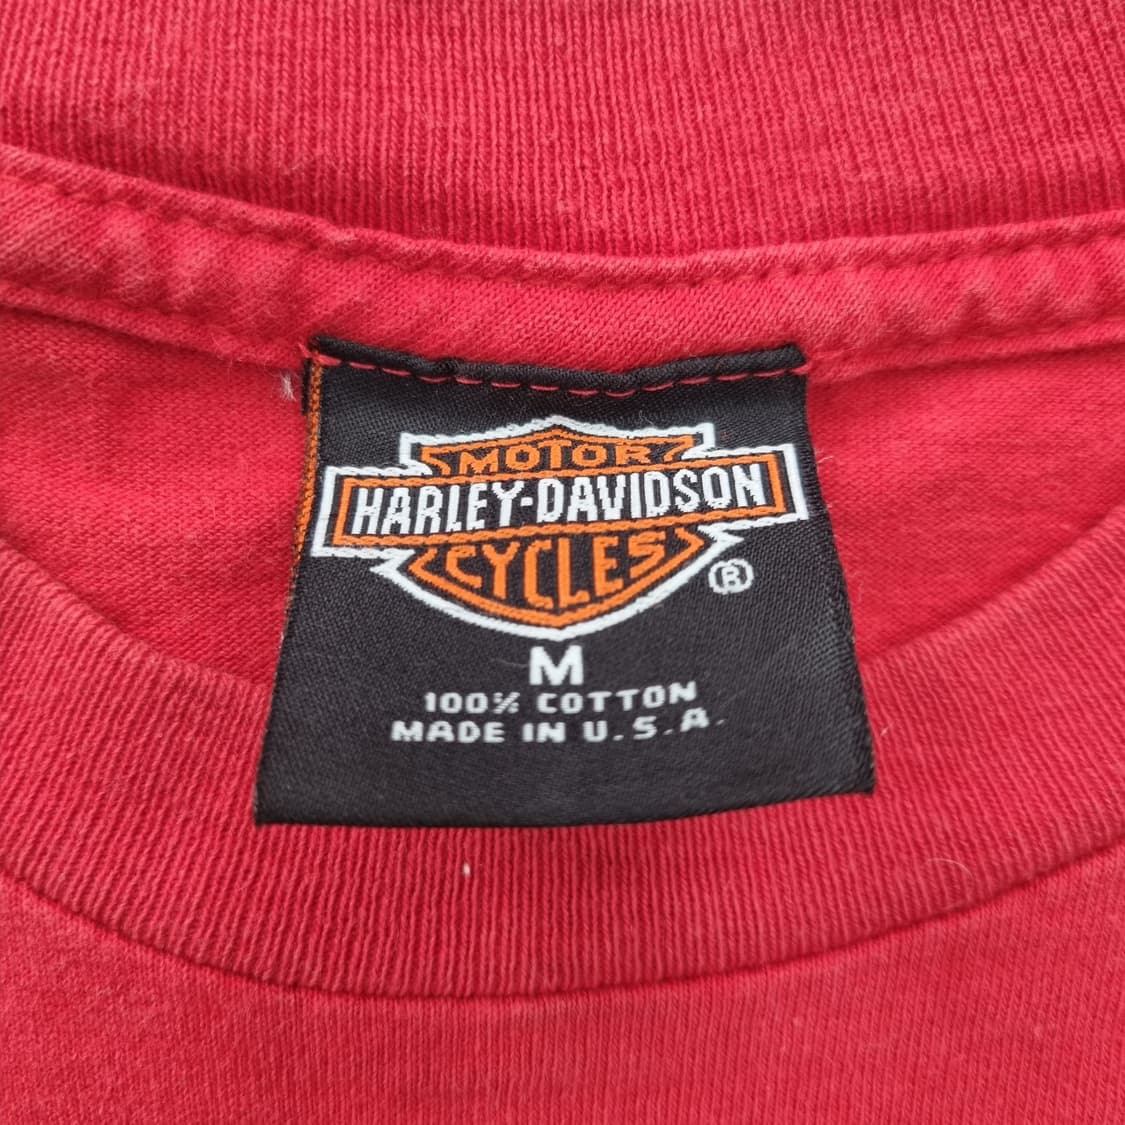 MOTOR
HARLEY-DAVIDSON
CYCLES
®
M
100% COTTON
MADE IN U.S.A.